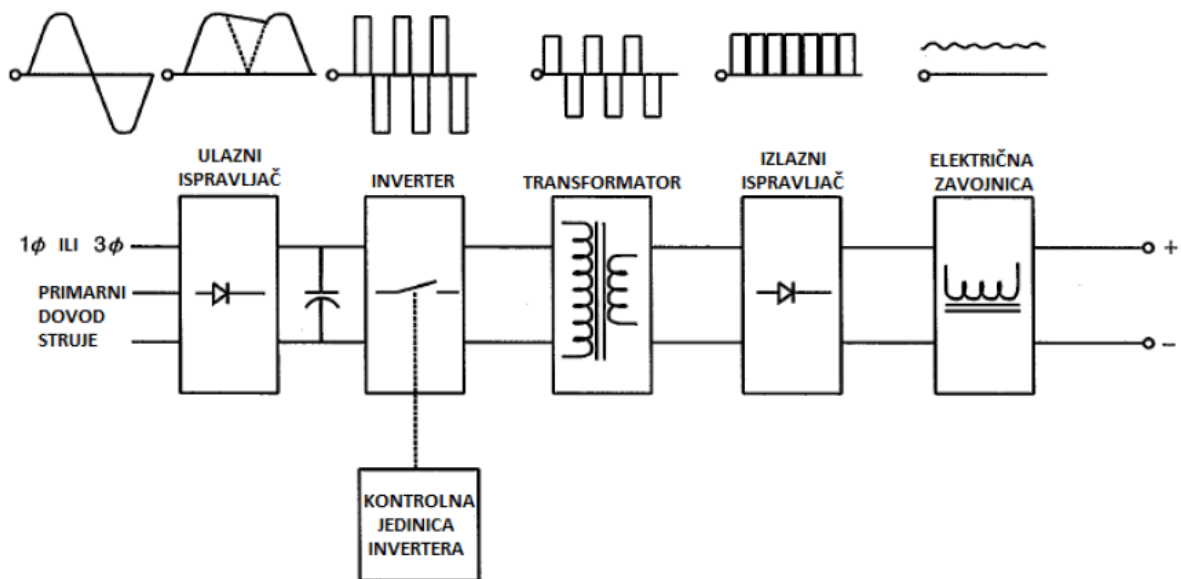 ULAZNI
ISPRAVLJAČ
INVERTER
TRANSFORMATOR
IZLAZNI
ISPRAVLJAČ
ELEKTRIČNA
ZAVOJNICA
1ϕ ILI 3ϕ
PRIMARNI
DOVOD
STRUJE
+
−
KONTROLNA
JEDINICA
INVERTERA